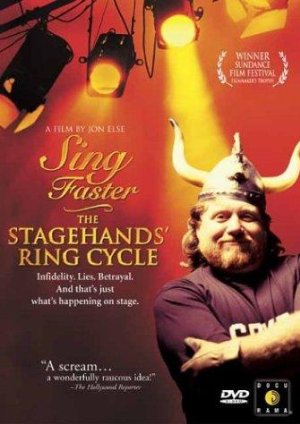 WINNER
SUNDANCE
FILM FESTIVAL
FILMMAKER'S TROPHY
A FILM BY JON ELSE
Sing
Faster
THE
STAGEHANDS'
RING CYCLE
Infidelity. Lies. Betrayal.
And that's just
what's happening on stage.
"A scream…
a wonderfully raucous idea!"
—The Hollywood Reporter
DVD
VIDEO
DOCU
RAMA